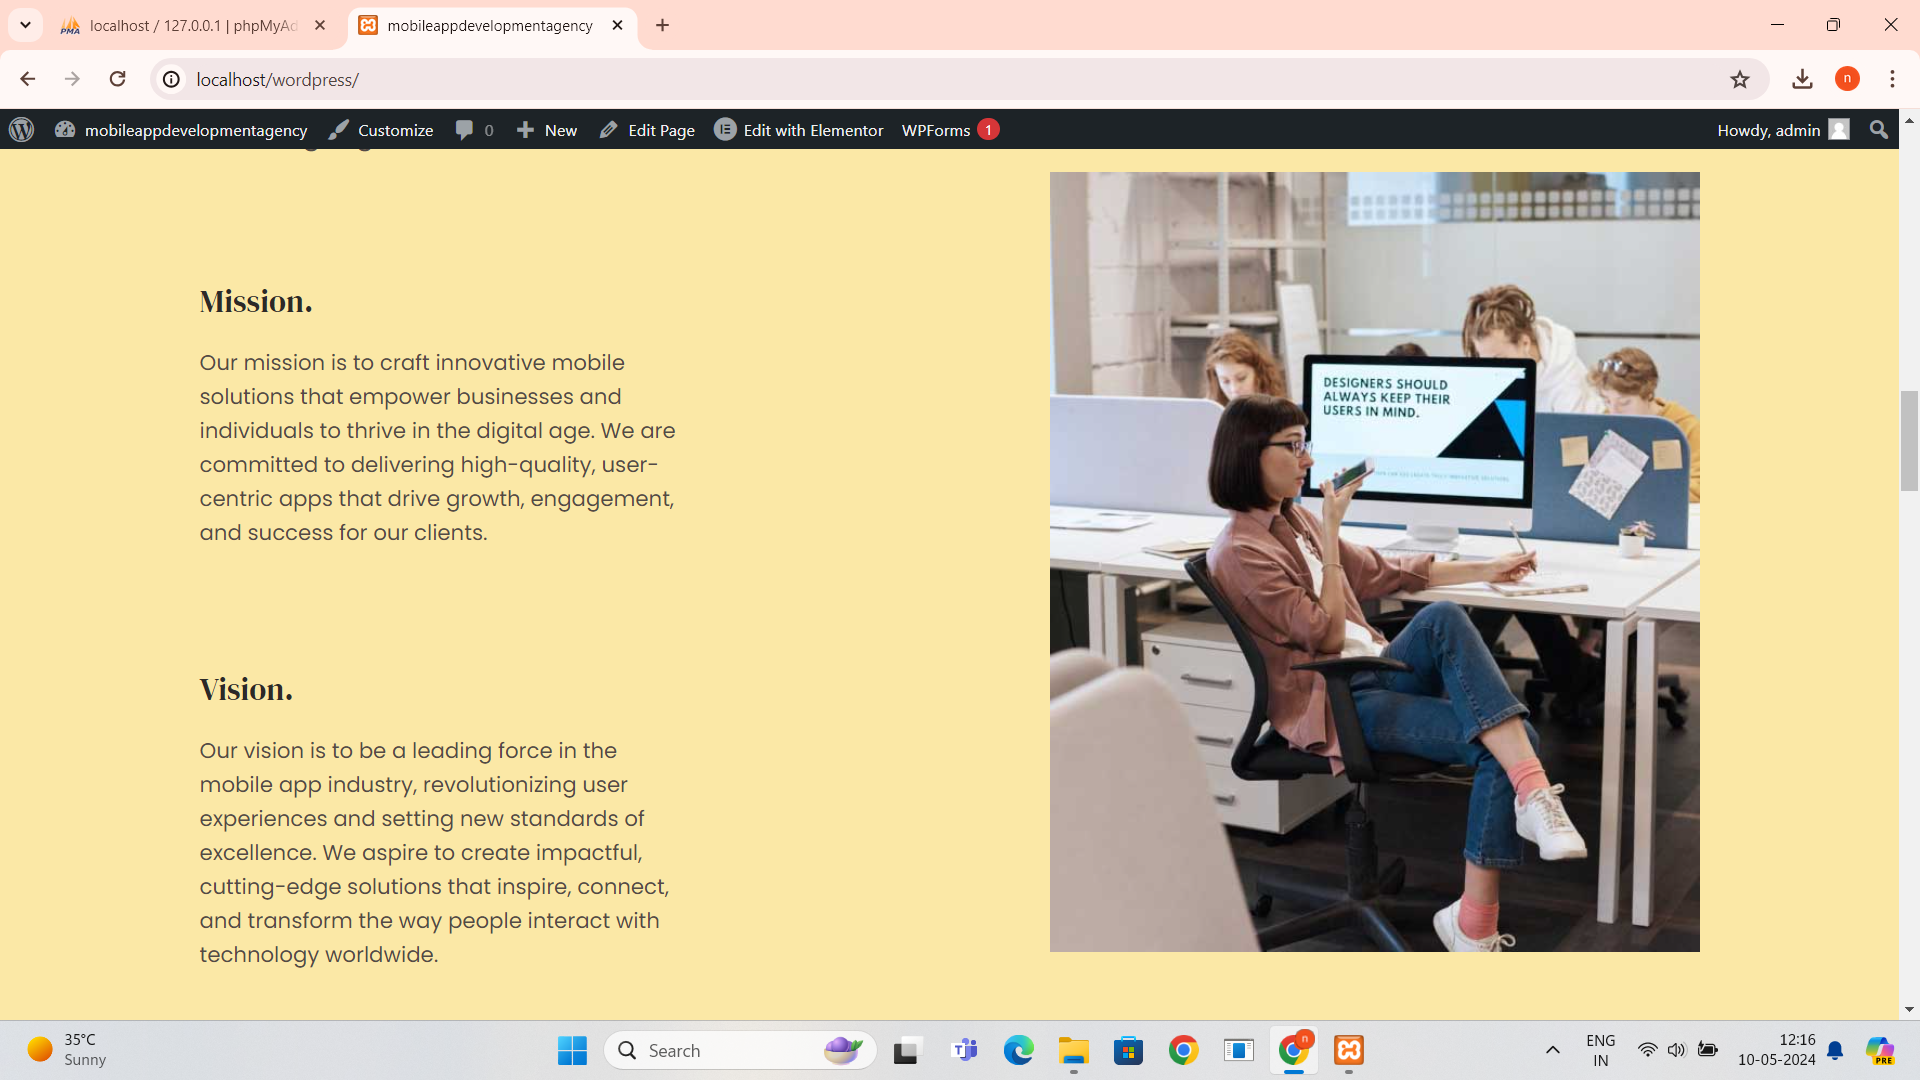 localhost / 127.0.0.1 | phpMyAd
mobileappdevelopmentagency
localhost/wordpress/
n
mobileappdevelopmentagency Customize 0 New Edit Page Edit with Elementor WPForms 1 Howdy, admin
Mission.
Our mission is to craft innovative mobile
solutions that empower businesses and
individuals to thrive in the digital age. We are
committed to delivering high-quality, user-
centric apps that drive growth, engagement,
and success for our clients.
DESIGNERS SHOULD
ALWAYS KEEP THEIR
USERS IN MIND.
Vision.
Our vision is to be a leading force in the
mobile app industry, revolutionizing user
experiences and setting new standards of
excellence. We aspire to create impactful,
cutting-edge solutions that inspire, connect,
and transform the way people interact with
technology worldwide.
35°C
Sunny
Search
ENG
IN
12:16
10-05-2024
PRE